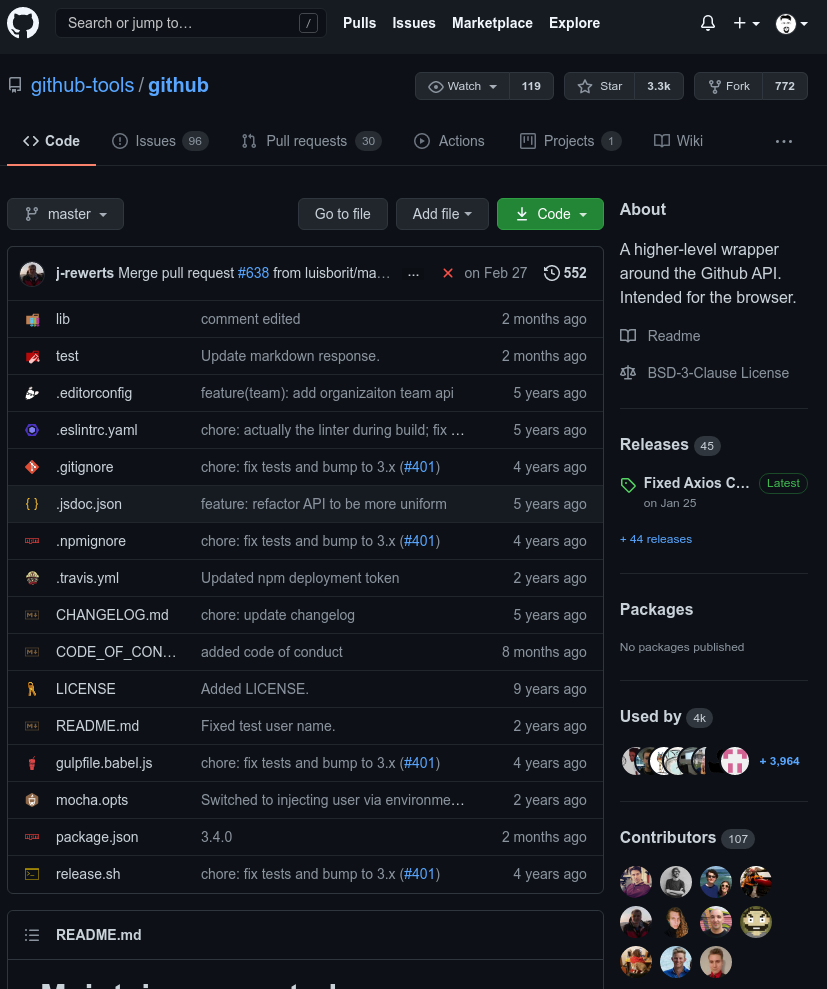 Search or jump to… /
Pulls Issues Marketplace Explore
github-tools / github
Watch 119 Star 3.3k Fork 772
Code Issues 96 Pull requests 30 Actions Projects 1 Wiki ...
master Go to file Add file Code
j-rewerts Merge pull request #638 from luisborit/ma… ... on Feb 27 552
lib comment edited 2 months ago
test Update markdown response. 2 months ago
.editorconfig feature(team): add organizaiton team api 5 years ago
.eslintrc.yaml chore: actually the linter during build; fix … 5 years ago
.gitignore chore: fix tests and bump to 3.x (#401) 4 years ago
.jsdoc.json feature: refactor API to be more uniform 5 years ago
.npmignore chore: fix tests and bump to 3.x (#401) 4 years ago
.travis.yml Updated npm deployment token 2 years ago
CHANGELOG.md chore: update changelog 5 years ago
CODE_OF_CON… added code of conduct 8 months ago
LICENSE Added LICENSE. 9 years ago
README.md Fixed test user name. 2 years ago
gulpfile.babel.js chore: fix tests and bump to 3.x (#401) 4 years ago
mocha.opts Switched to injecting user via environme… 2 years ago
package.json 3.4.0 2 months ago
release.sh chore: fix tests and bump to 3.x (#401) 4 years ago
README.md
About
A higher-level wrapper
around the Github API.
Intended for the browser.
Readme
BSD-3-Clause License
Releases 45
Fixed Axios C… Latest
on Jan 25
+ 44 releases
Packages
No packages published
Used by 4k
+ 3,964
Contributors 107